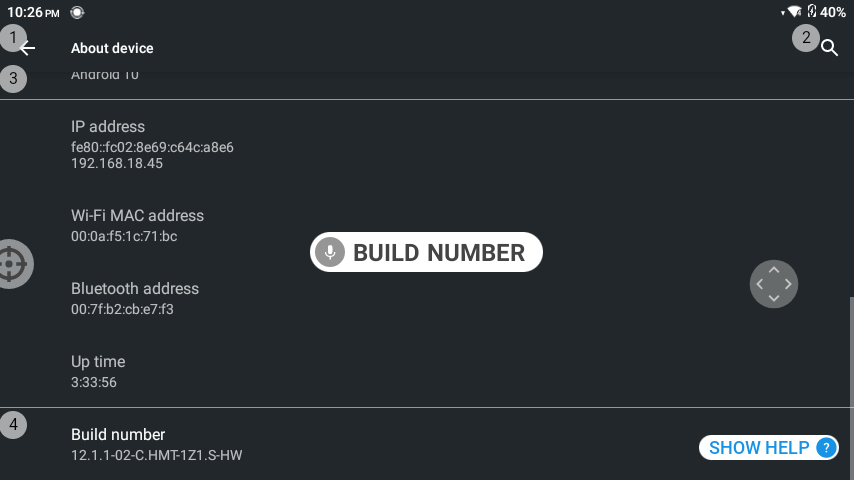 10:26 PM 40%
1 About device 2
3 Android 10
IP address
fe80::fc02:8e69:c64c:a8e6
192.168.18.45
Wi-Fi MAC address
00:0a:f5:1c:71:bc
BUILD NUMBER
Bluetooth address
00:7f:b2:cb:e7:f3
Up time
3:33:56
4 Build number
12.1.1-02-C.HMT-1Z1.S-HW
SHOW HELP ?